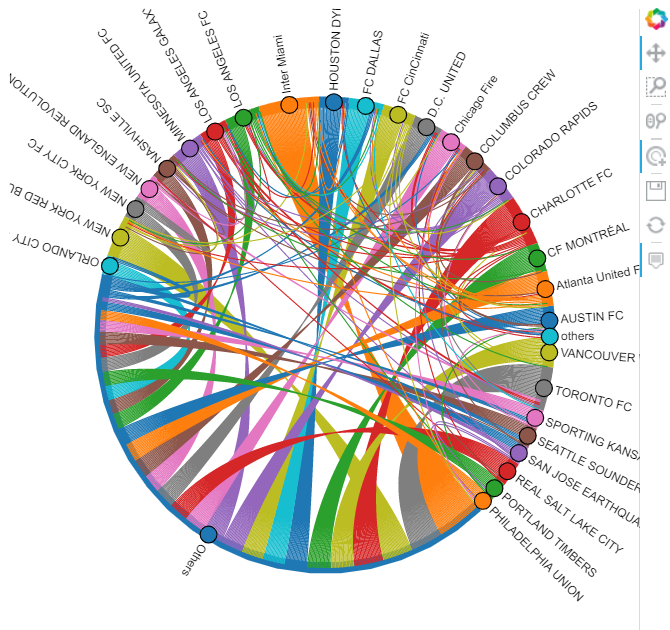 HOUSTON DY
FC DALLAS
FC CinCinnati
D.C. UNITED
Chicago Fire
COLUMBUS CREW
COLORADO RAPIDS
CHARLOTTE FC
CF MONTRÉAL
Atlanta United F
AUSTIN FC
others
VANCOUVER
TORONTO FC
SPORTING KANSA
SEATTLE SOUNDER
SAN JOSE EARTHQUA
REAL SALT LAKE CITY
PORTLAND TIMBERS
PHILADELPHIA UNION
Others
ORLANDO CITY
NEW YORK RED BU
NEW YORK CITY FC
NEW ENGLAND REVOLUTION
NASHVILLE SC
MINNESOTA UNITED FC
LOS ANGELES GALAX
LOS ANGELES FC
Inter Miami